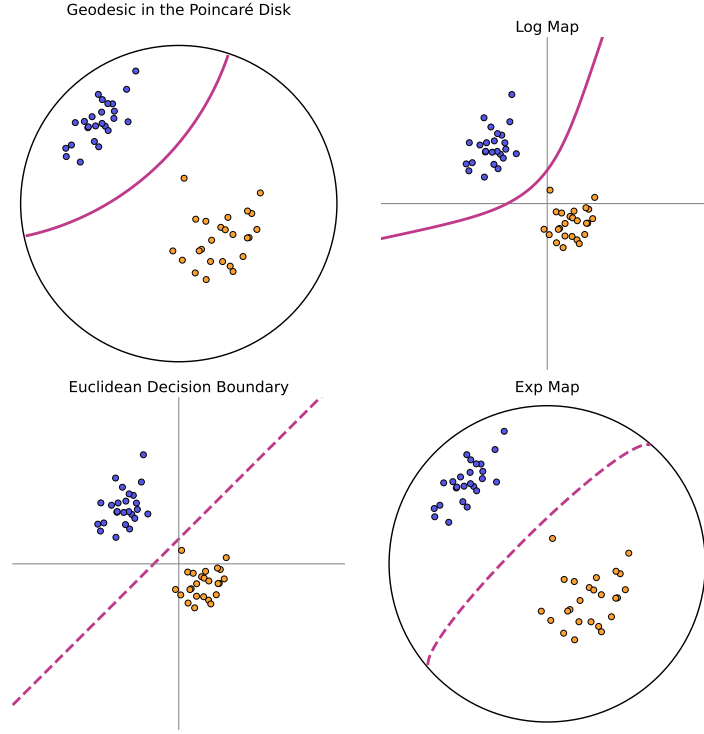 Geodesic in the Poincaré Disk
Log Map
Euclidean Decision Boundary
Exp Map